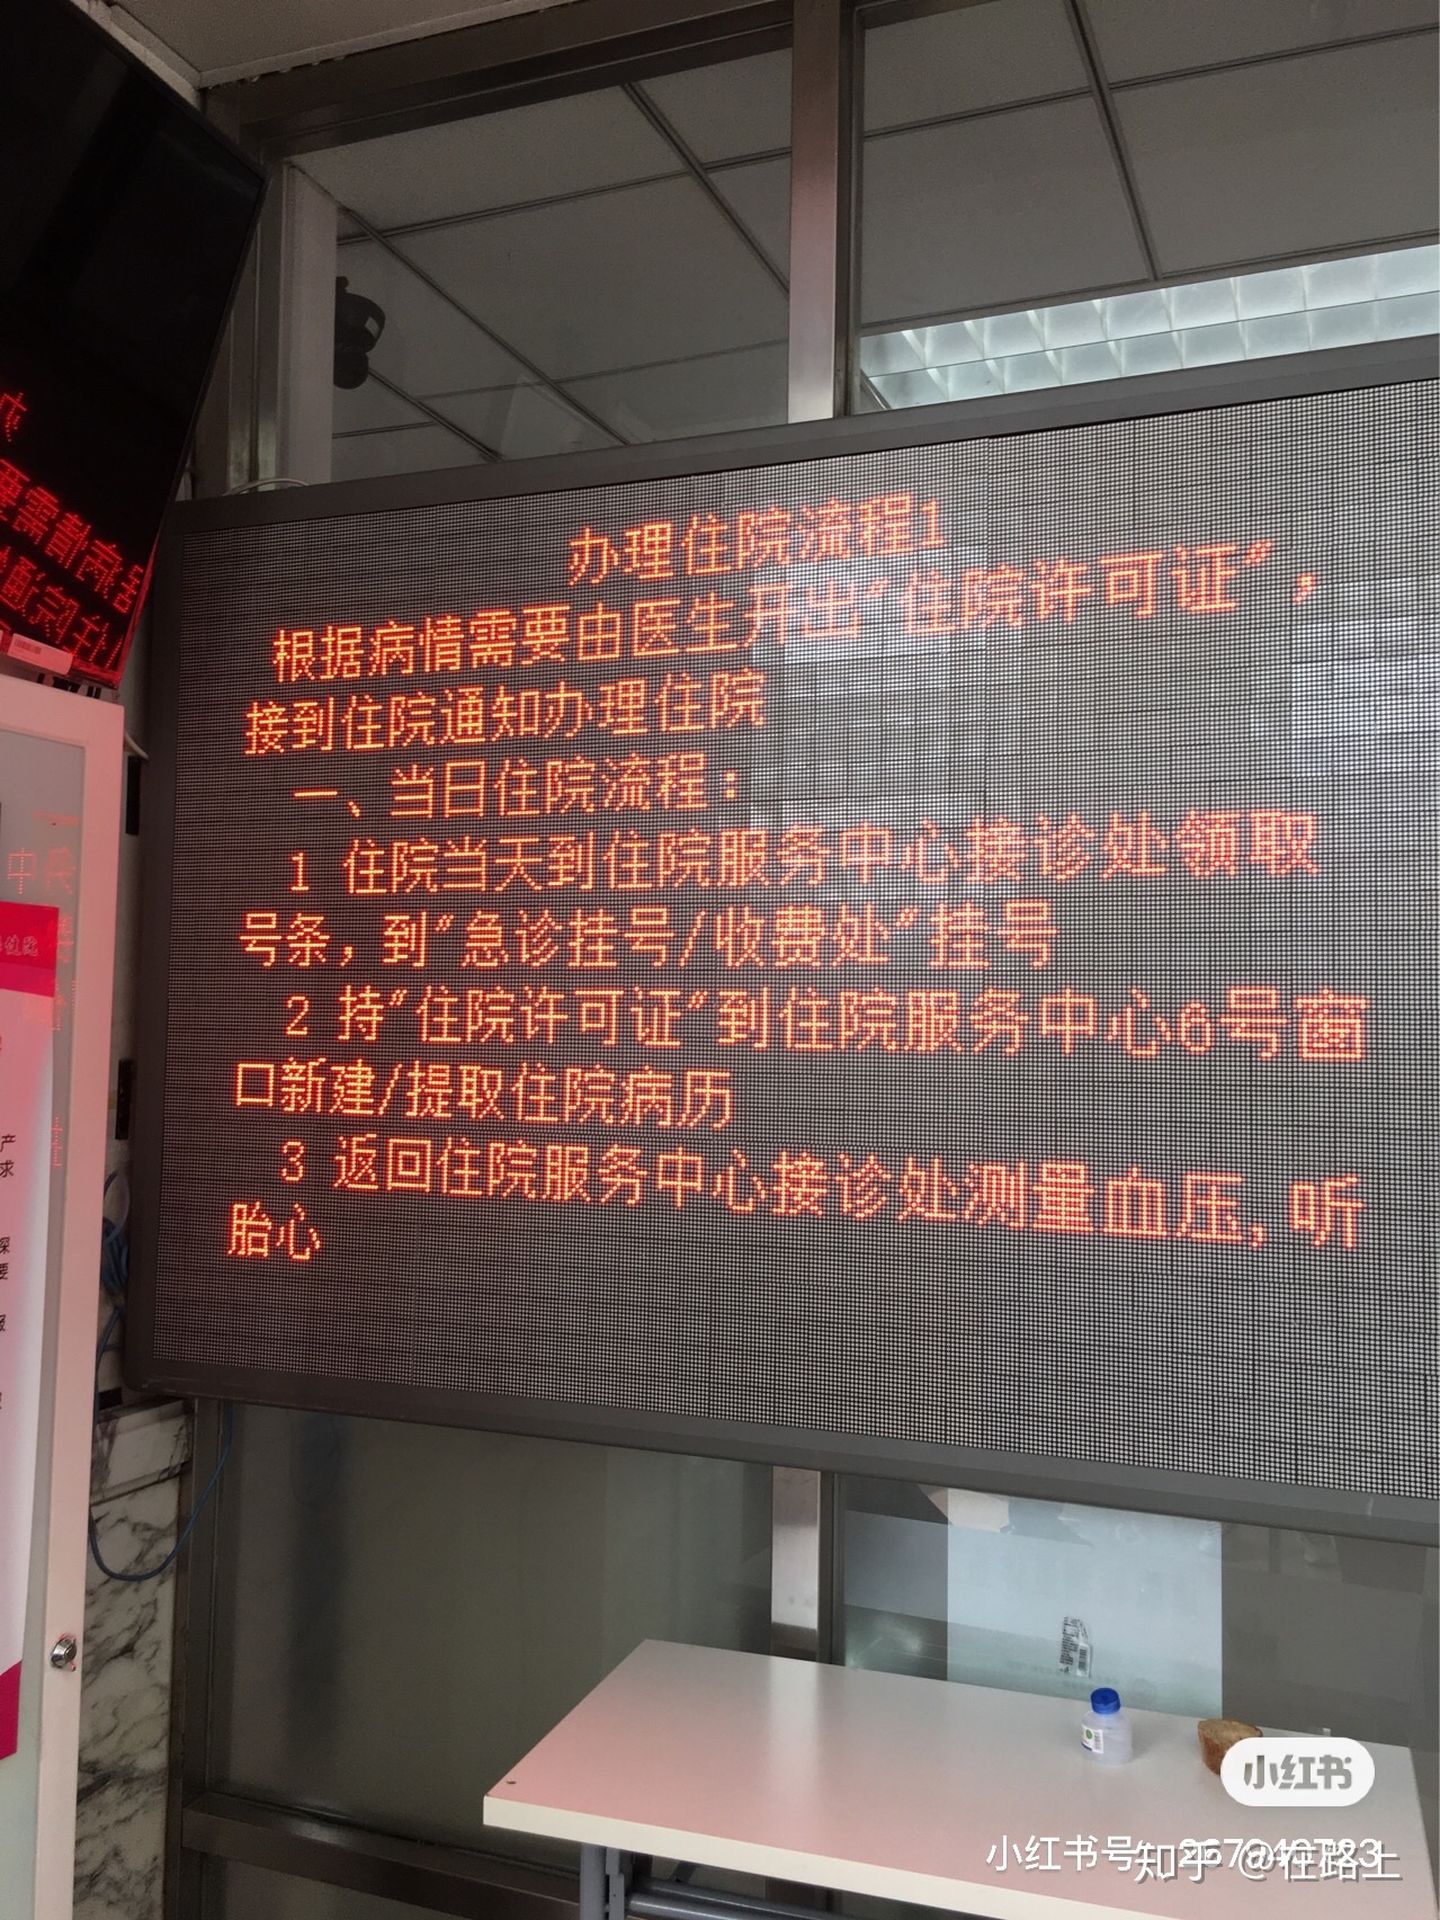 办理住院流程1
根据病情需要由医生开出"住院许可证",
接到住院通知办理住院
一、当日住院流程:
1 住院当天到住院服务中心接诊处领取
号条,到"急诊挂号/收费处"挂号
2 持"住院许可证"到住院服务中心6号窗
口新建/提取住院病历
3 返回住院服务中心接诊处测量血压,听
胎心
小红书
小红书号:
知乎 @在路上